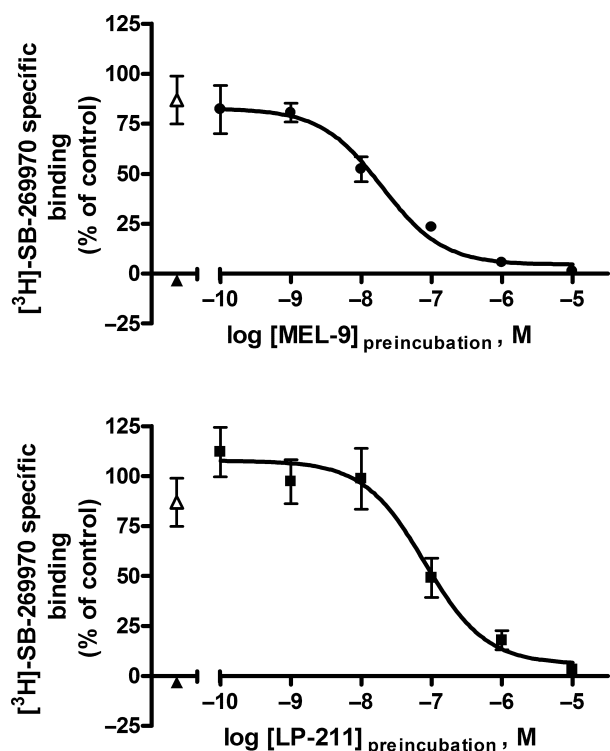 [³H]-SB-269970 specífic
binding
(% of control)
125
100
75
50
25
0
−25
−10 −9 −8 −7 −6 −5
log [MEL-9] preincubation , M
[³H]-SB-269970 specífic
binding
(% of control)
125
100
75
50
25
0
−25
−10 −9 −8 −7 −6 −5
log [LP-211] preincubation , M